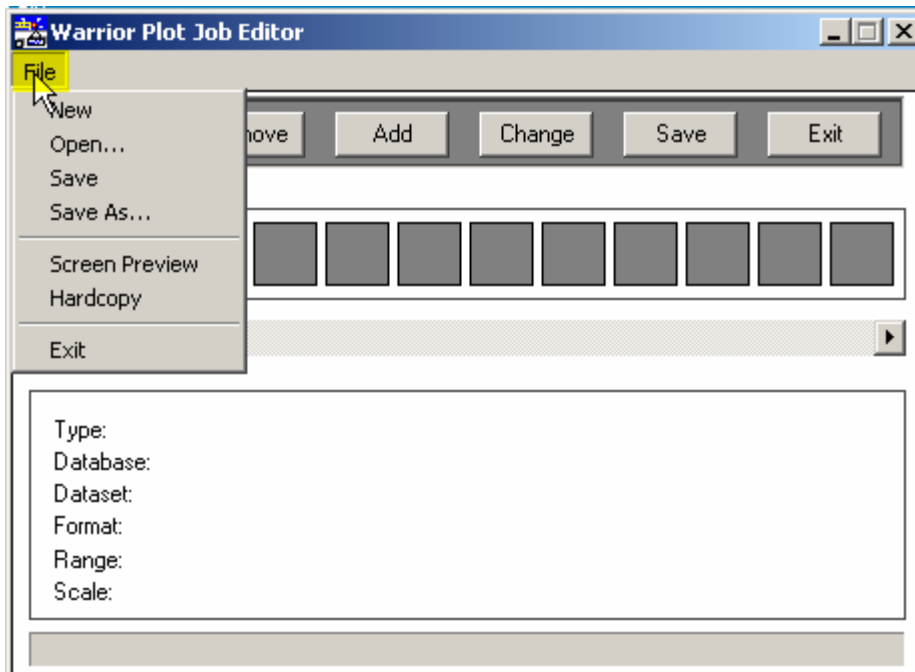 Warrior Plot Job Editor
File
New
Open...
Save
Save As...
Screen Preview
Hardcopy
Exit
Add Change Save Exit
Type:
Database:
Dataset:
Format:
Range:
Scale: